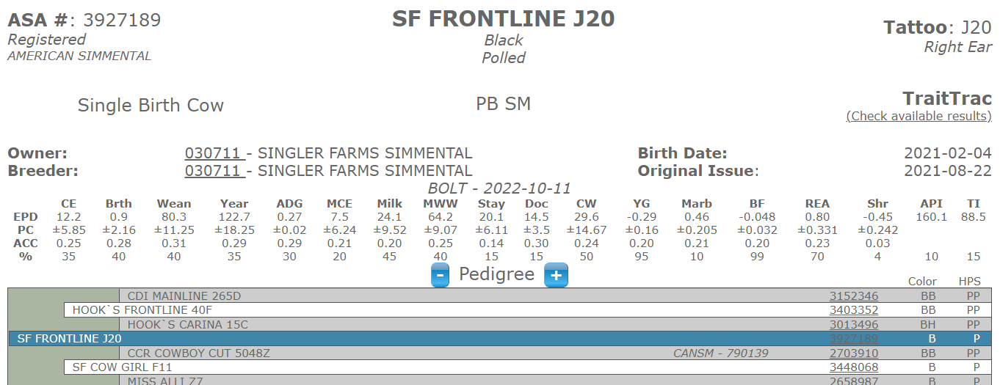 ASA #: 3927189 SF FRONTLINE J20 Tattoo: J20
Registered Black Right Ear
AMERICAN SIMMENTAL Polled
Single Birth Cow PB SM TraitTrac
(Check available results)
Owner: 030711 - SINGLER FARMS SIMMENTAL Birth Date: 2021-02-04
Breeder: 030711 - SINGLER FARMS SIMMENTAL Original Issue: 2021-08-22
BOLT - 2022-10-11
CE Brth Wean Year ADG MCE Milk MWW Stay Doc CW YG Marb BF REA Shr API TI
EPD 12.2 0.9 80.3 122.7 0.27 7.5 24.1 64.2 20.1 14.5 29.6 -0.29 0.46 -0.048 0.80 -0.45 160.1 88.5
PC ±5.85 ±2.16 ±11.25 ±18.25 ±0.02 ±6.24 ±9.52 ±9.07 ±6.11 ±3.5 ±14.67 ±0.16 ±0.205 ±0.032 ±0.331 ±0.242
ACC 0.25 0.28 0.31 0.29 0.29 0.21 0.20 0.25 0.14 0.30 0.24 0.20 0.21 0.20 0.23 0.03
% 35 40 40 35 30 20 45 40 15 15 50 95 10 99 70 4 10 15
- Pedigree +
Color HPS
CDI MAINLINE 265D 3152346 BB PP
HOOK`S FRONTLINE 40F 3403352 BB PP
HOOK`S CARINA 15C 3013496 BH PP
SF FRONTLINE J20 3927189 B P
CCR COWBOY CUT 5048Z CANSM - 790139 2703910 BB PP
SF COW GIRL F11 3448068 B P
MISS ALLI Z7 2658987 B P